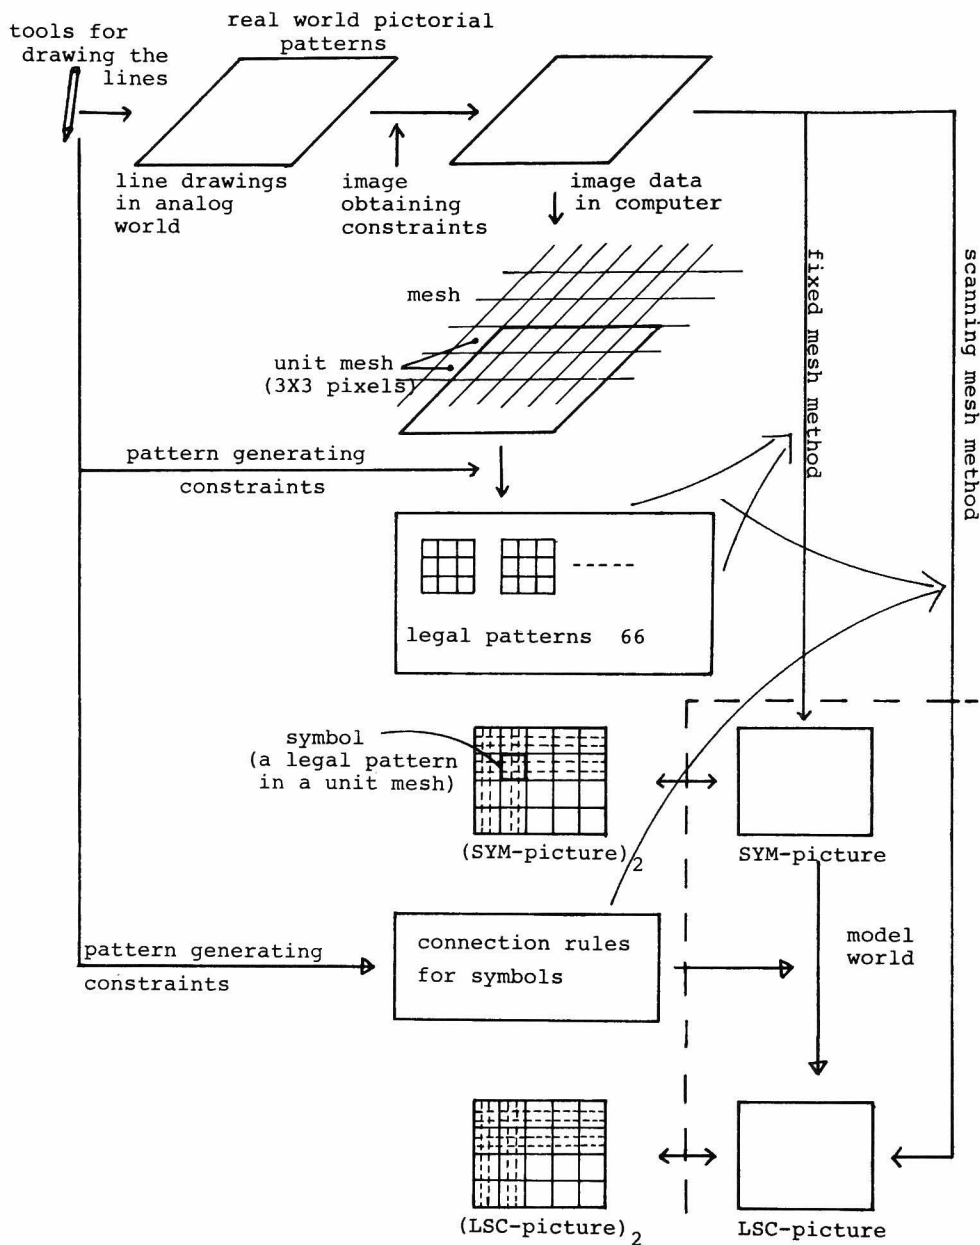 tools for
drawing the
lines
real world pictorial
patterns
line drawings
in analog
world
image
obtaining
constraints
image data
in computer
mesh
unit mesh
(3X3 pixels)
fixed mesh method
scanning mesh method
pattern generating
constraints
legal patterns 66
symbol
(a legal pattern
in a unit mesh)
(SYM-picture)2
SYM-picture
pattern generating
constraints
connection rules
for symbols
model
world
(LSC-picture)2
LSC-picture